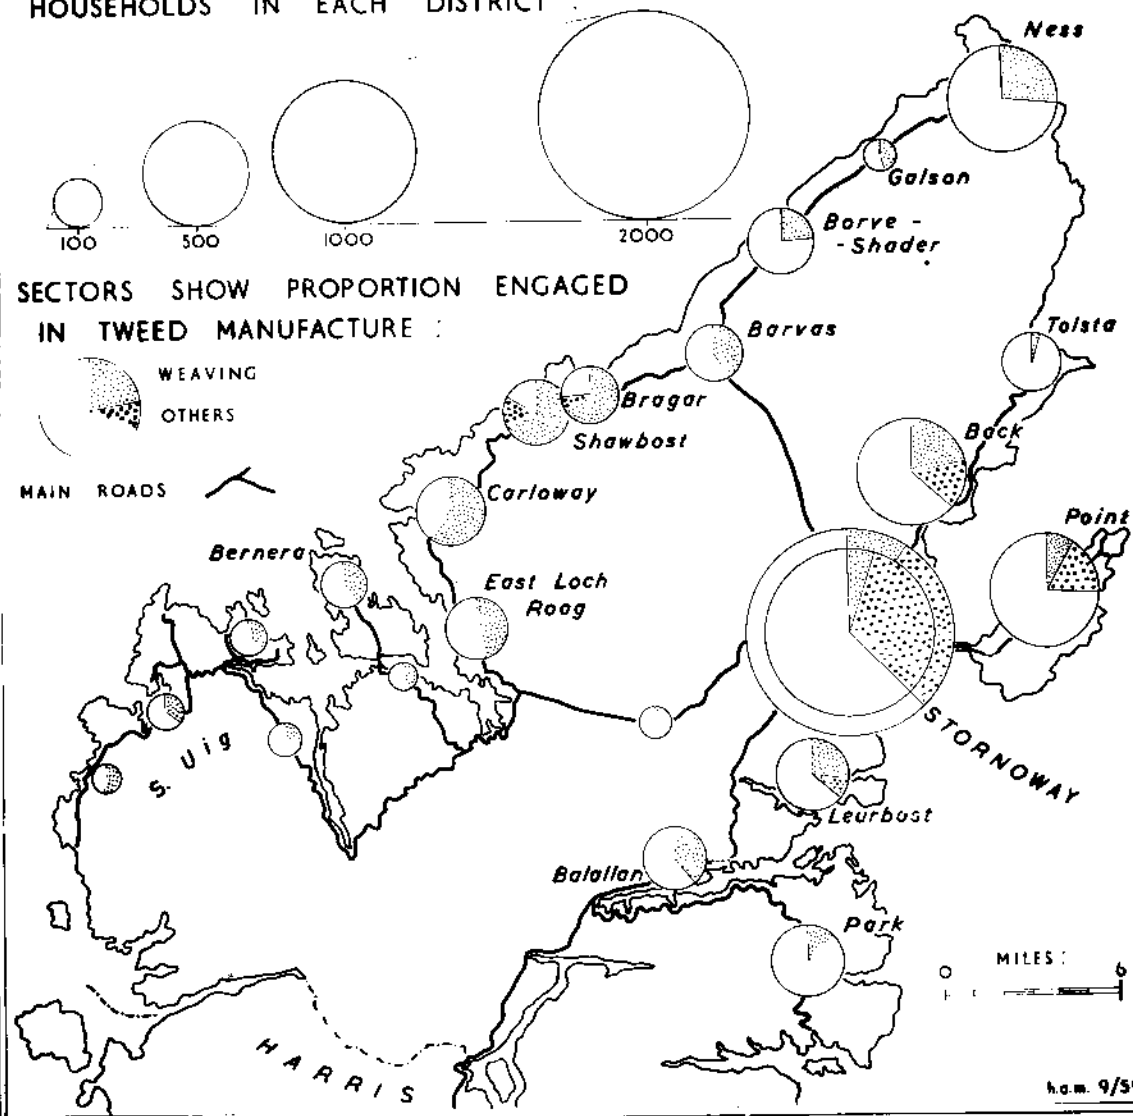 HOUSEHOLDS IN EACH DISTRICT :
100
500
1000
2000
SECTORS SHOW PROPORTION ENGAGED
IN TWEED MANUFACTURE :
WEAVING
OTHERS
MAIN ROADS
Ness
Galson
Borve -
- Shader
Barvas
Tolsta
Bragar
Shawbost
Back
Carloway
Point
Bernera
East Loch
Roag
S. Uig
STORNOWAY
Leurbost
Balallan
Park
MILES :
0
6
HARRIS
h.a.m. 9/5